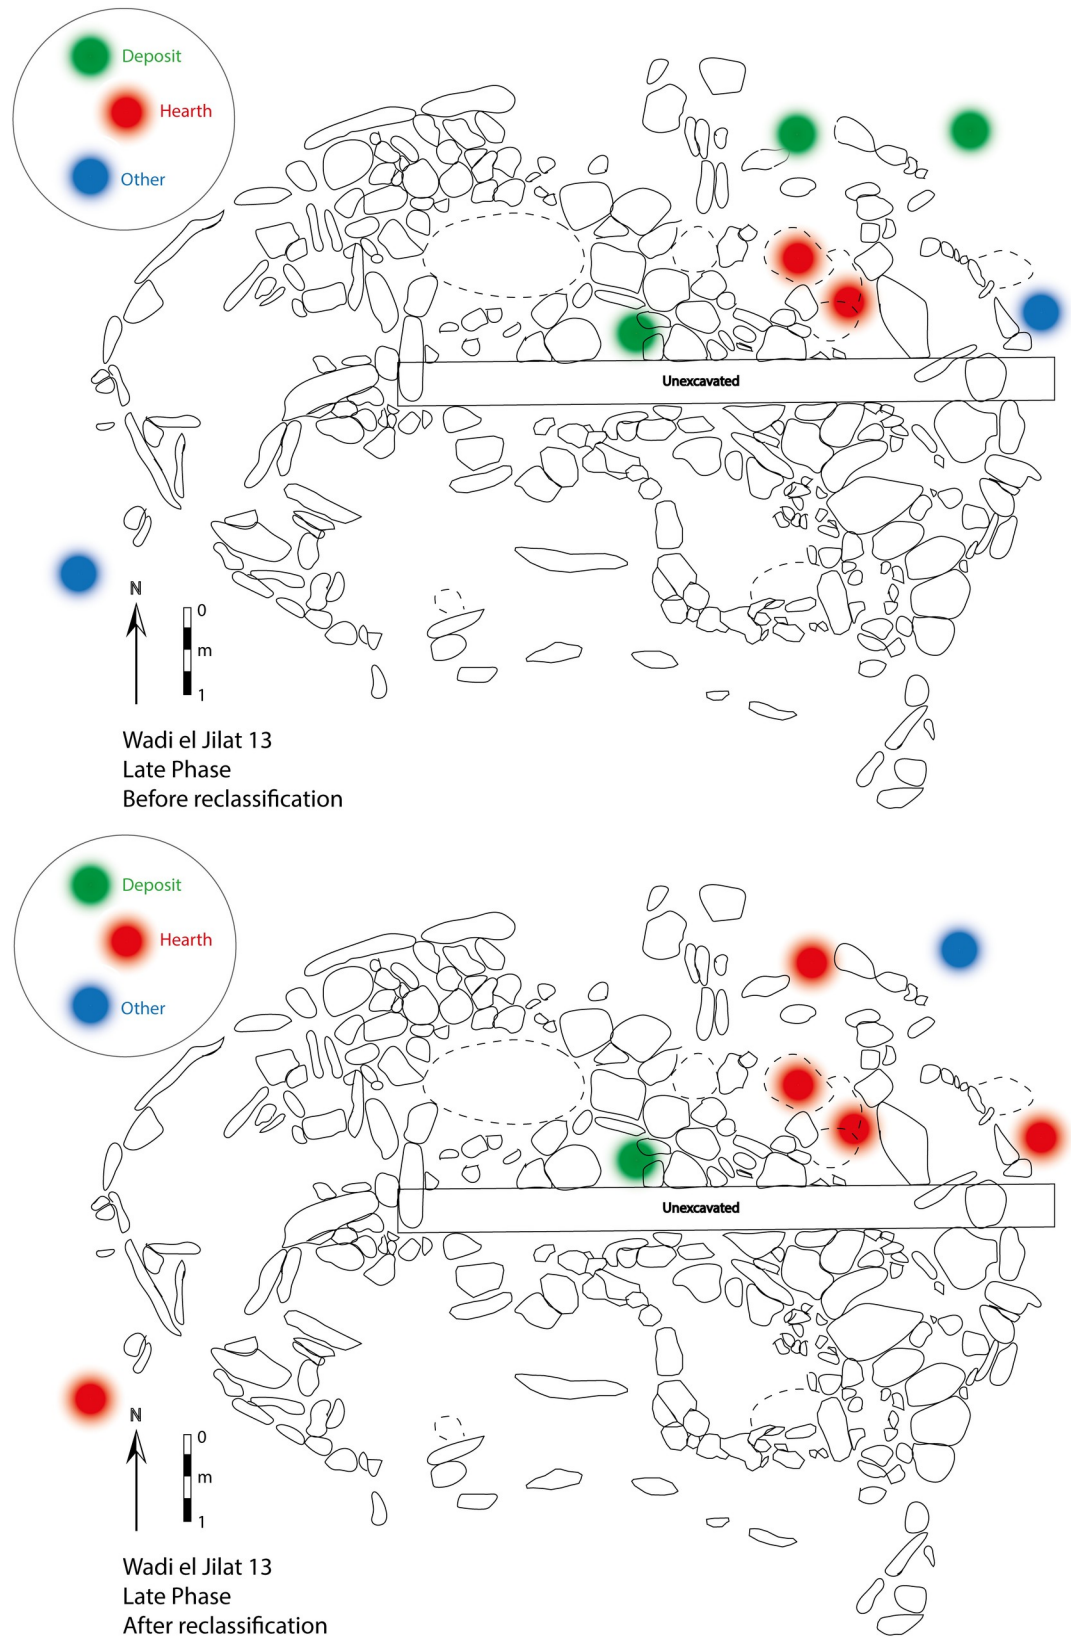 Deposit
Hearth
Other
Unexcavated
N
0
m
1
Wadi el Jilat 13
Late Phase
Before reclassification
Deposit
Hearth
Other
Unexcavated
N
0
m
1
Wadi el Jilat 13
Late Phase
After reclassification